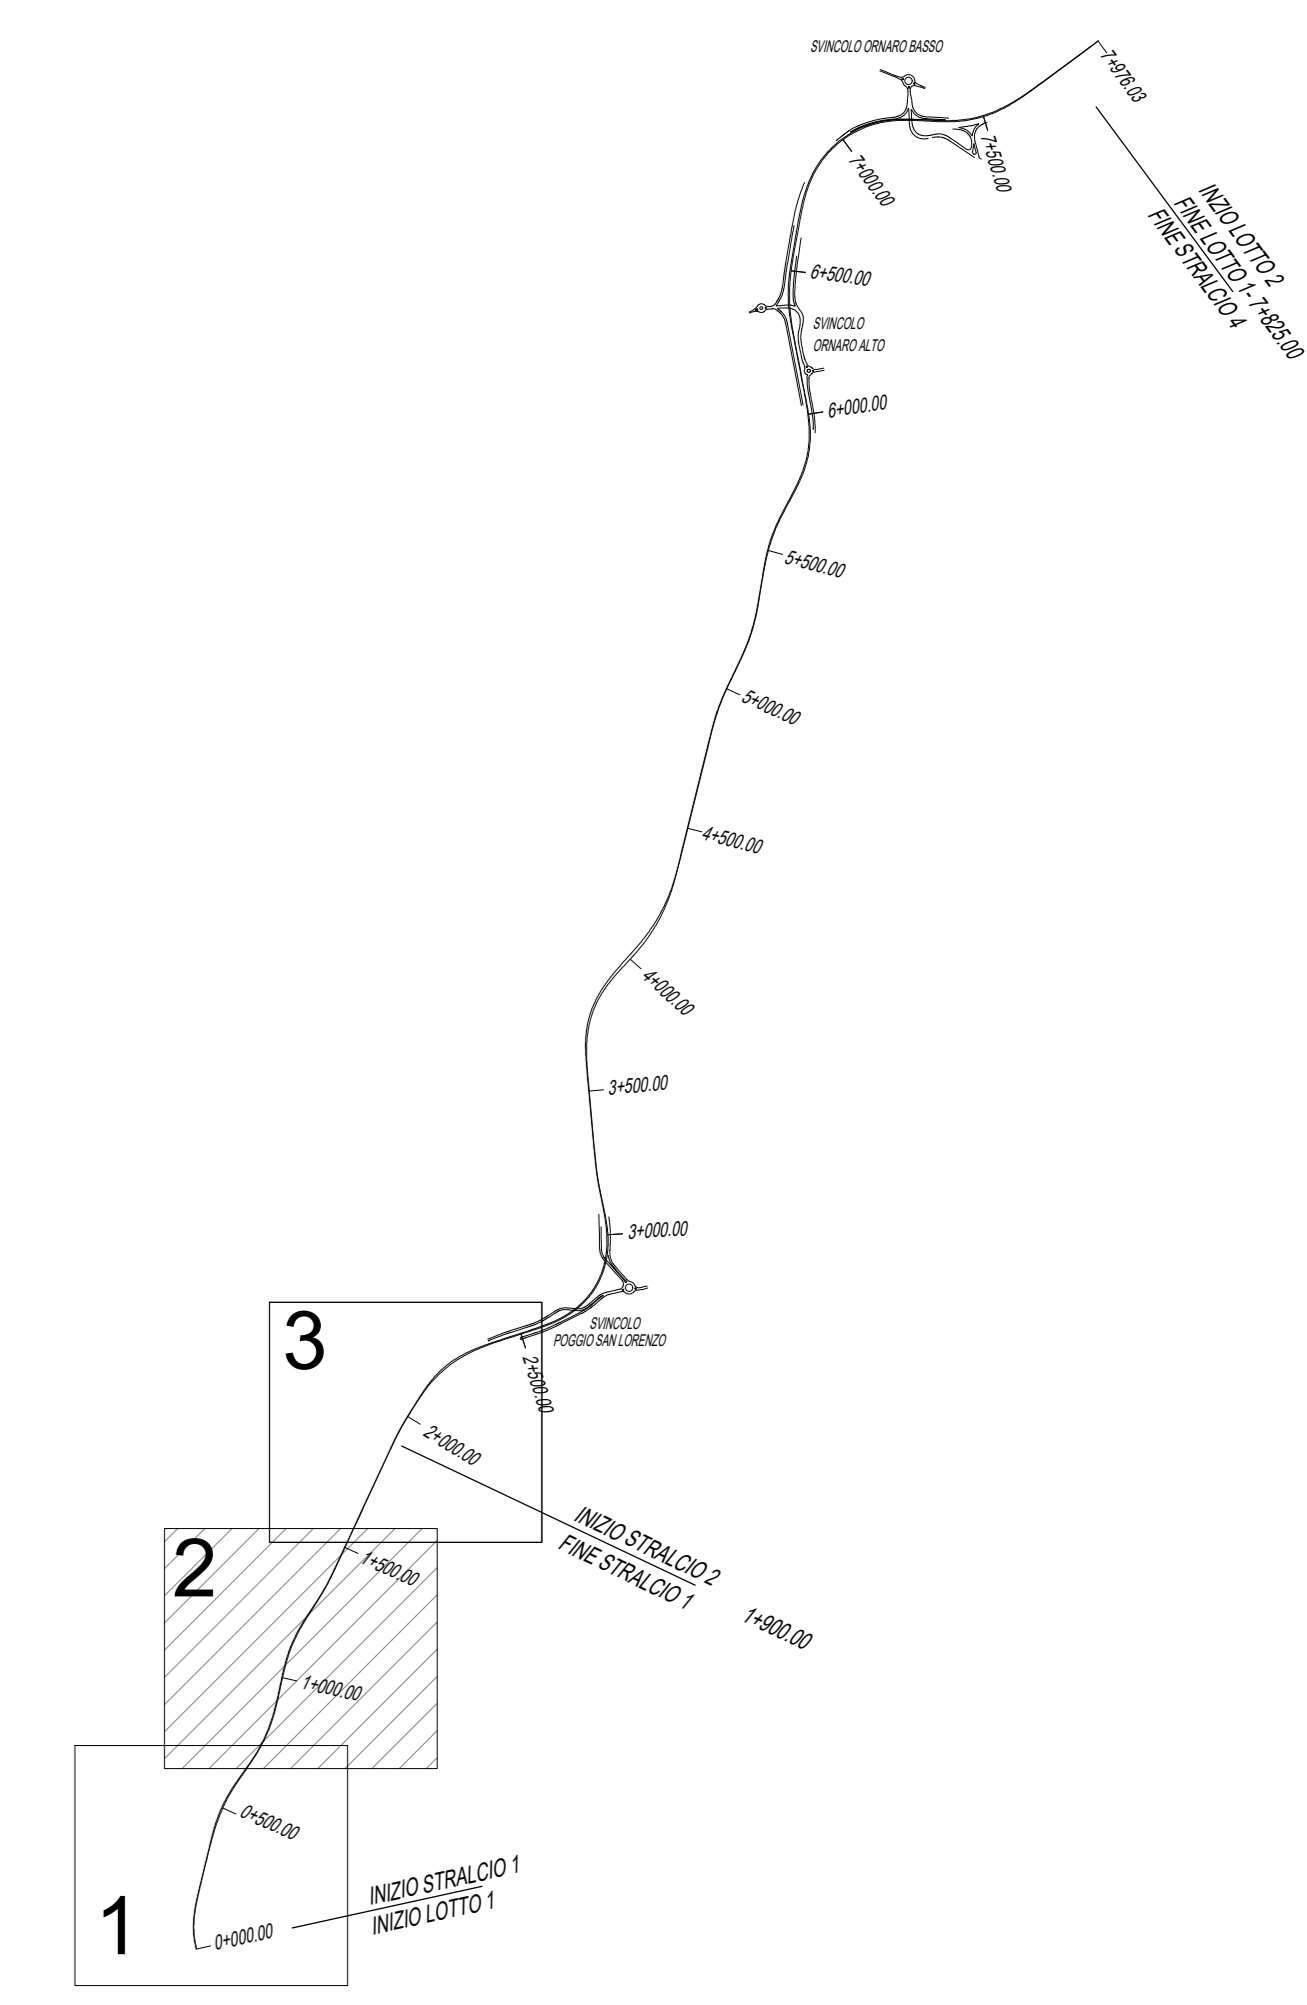 SVINCOLO ORNARO BASSO
7+976.03
7+500.00
7+000.00
INZIO LOTTO 2
FINE LOTTO 1- 7+825.00
FINE STRALCIO 4
6+500.00
SVINCOLO
ORNARO ALTO
6+000.00
5+500.00
5+000.00
4+500.00
4+000.00
3+500.00
3+000.00
SVINCOLO
POGGIO SAN LORENZO
3
2+500.00
2+000.00
INIZIO STRALCIO 2
FINE STRALCIO 1
1+900.00
2
1+500.00
1+000.00
0+500.00
INIZIO STRALCIO 1
INIZIO LOTTO 1
1
0+000.00